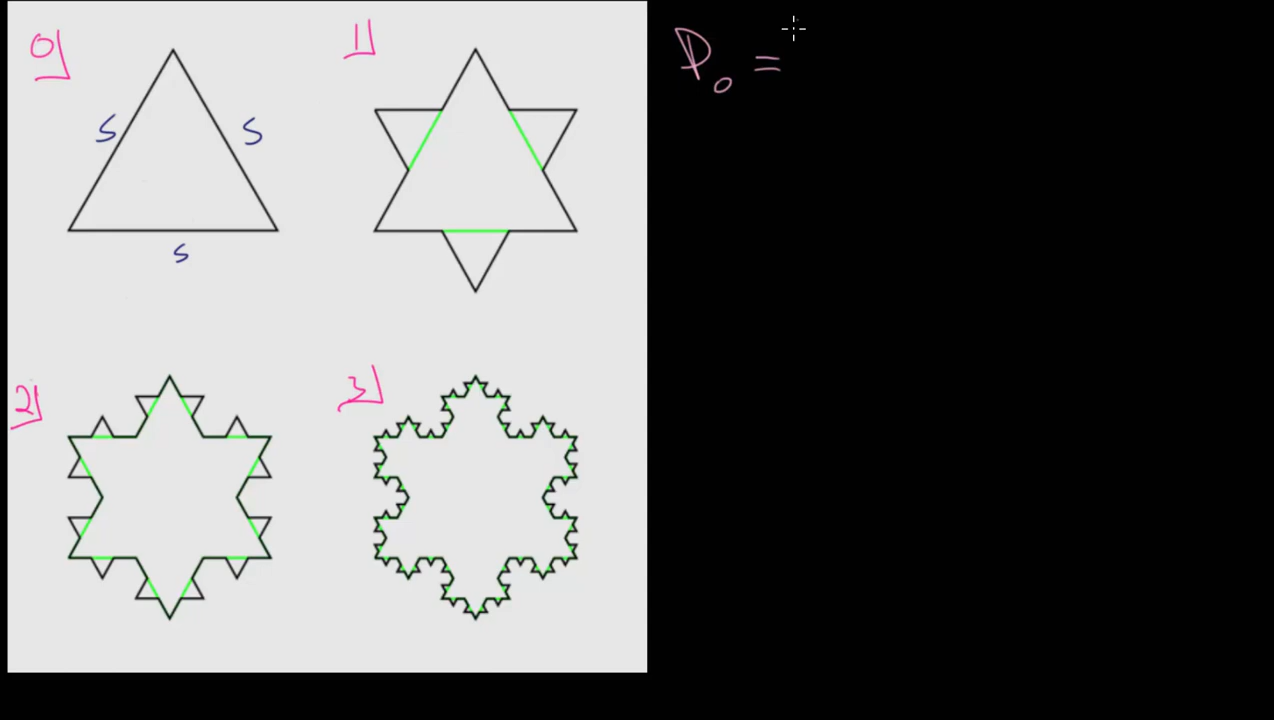 0)
1)
S
S
S
2)
3)
P₀ =